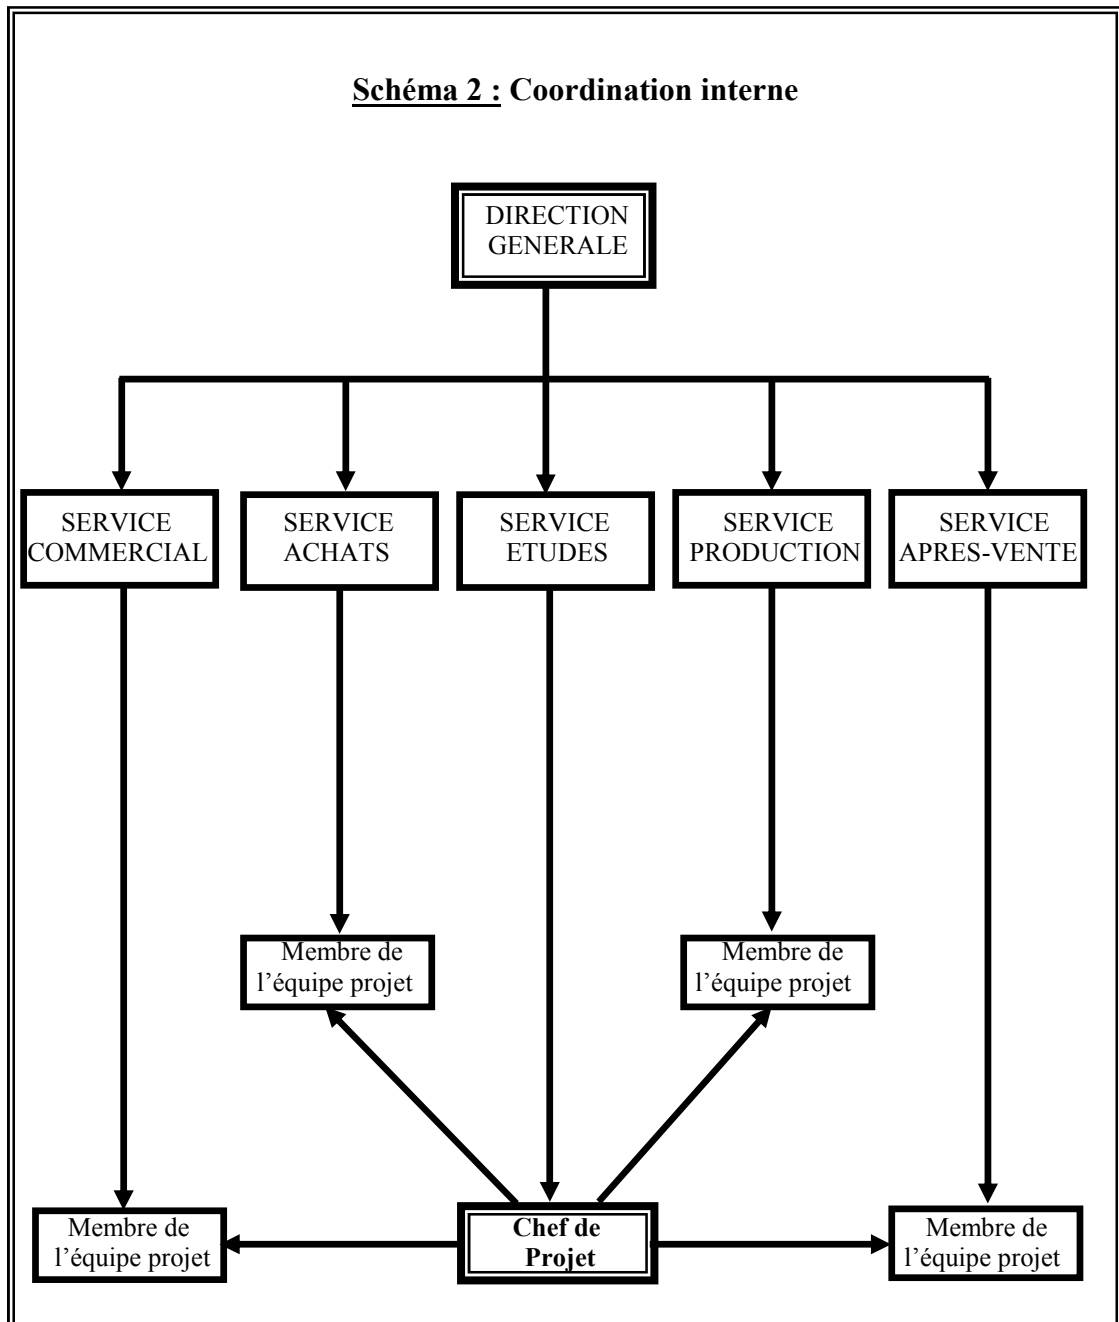 Schéma 2 : Coordination interne
DIRECTION
GENERALE
SERVICE
COMMERCIAL
SERVICE
ACHATS
SERVICE
ETUDES
SERVICE
PRODUCTION
SERVICE
APRES-VENTE
Membre de
l’équipe projet
Membre de
l’équipe projet
Membre de
l’équipe projet
Chef de
Projet
Membre de
l’équipe projet